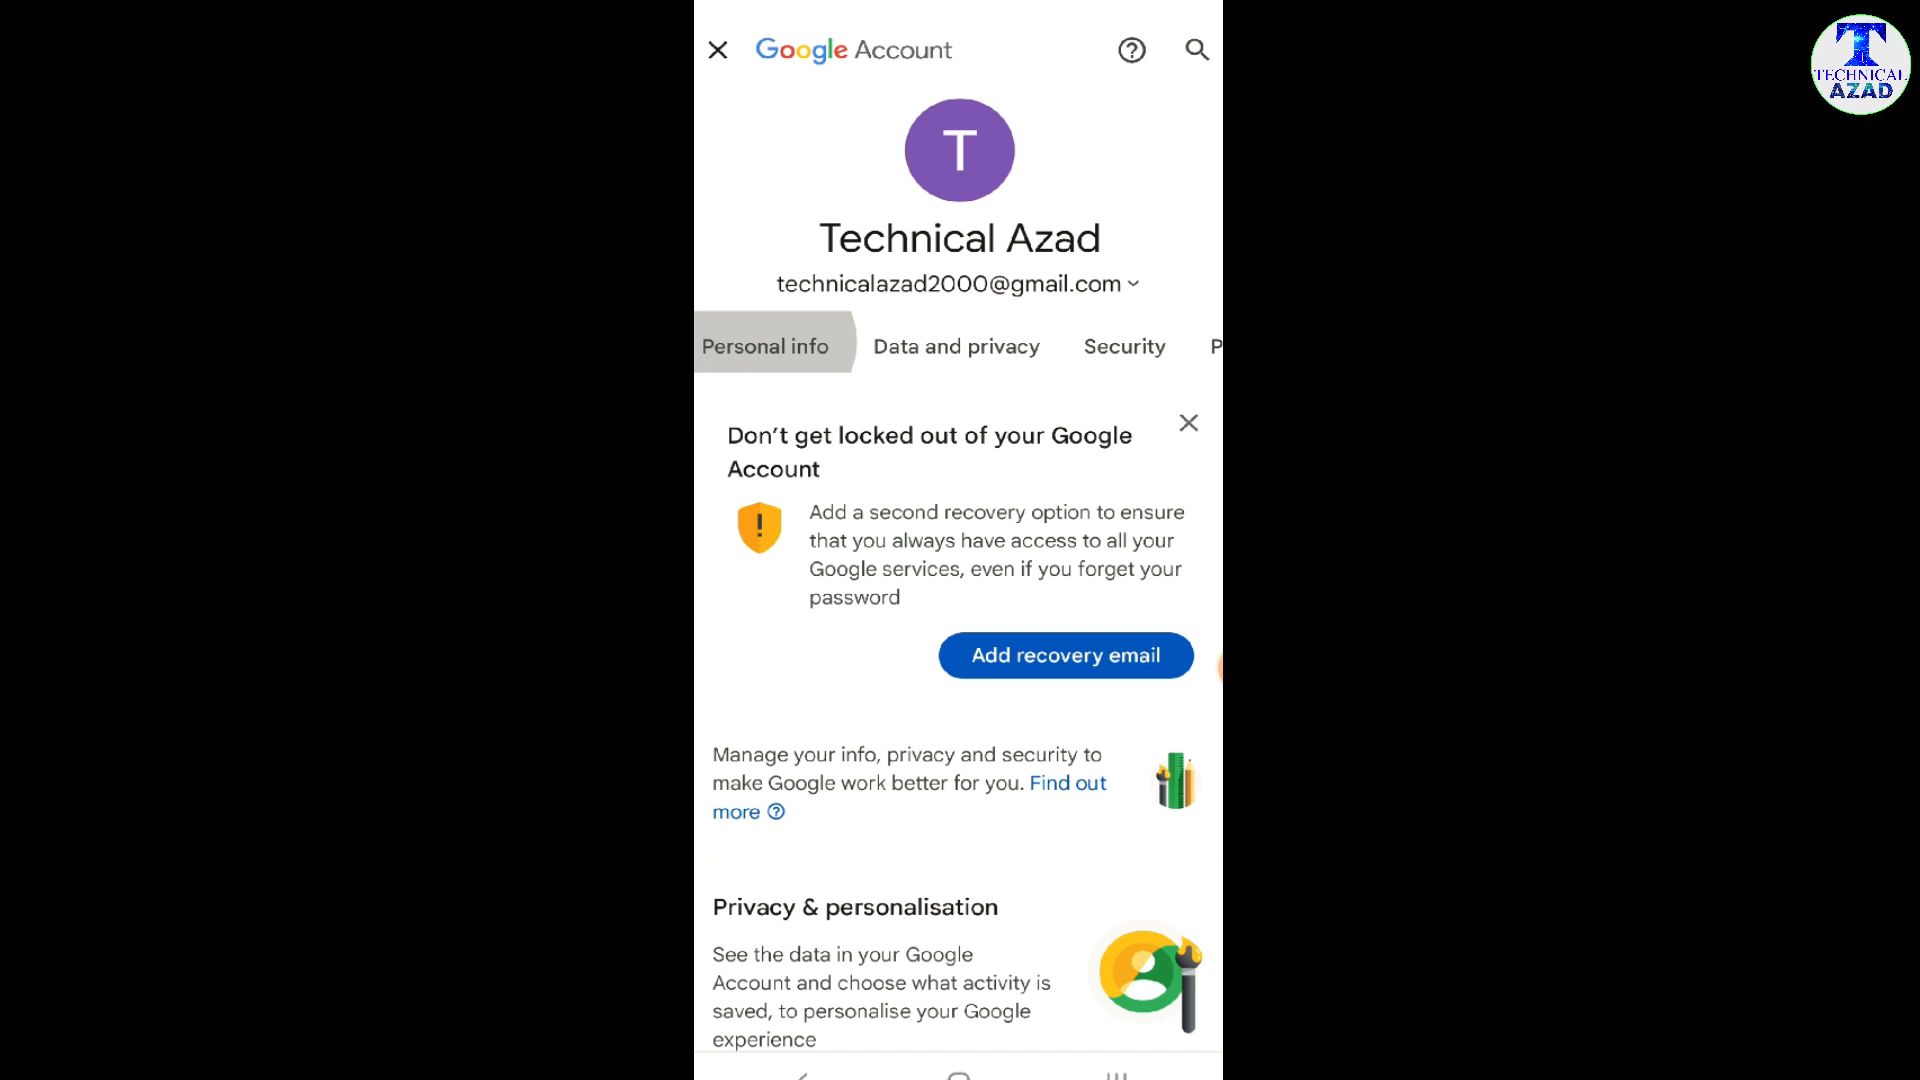 Google Account
T
TECHNICAL
AZAD
T
Technical Azad
technicalazad2000@gmail.com
Personal info Data and privacy Security P
Don't get locked out of your Google
Account
Add a second recovery option to ensure
that you always have access to all your
Google services, even if you forget your
password
Add recovery email
Manage your info, privacy and security to
make Google work better for you. Find out
more
Privacy & personalisation
See the data in your Google
Account and choose what activity is
saved, to personalise your Google
experience